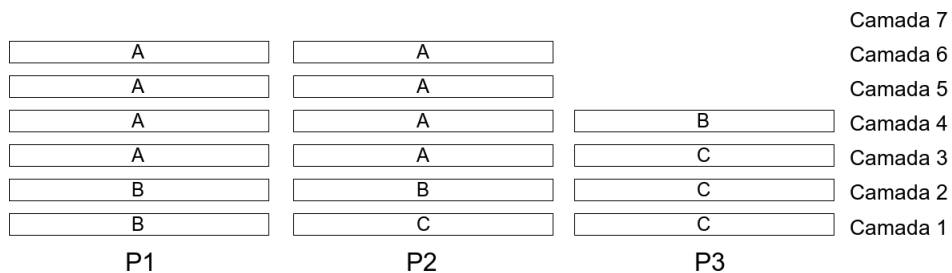 Camada 7
A A Camada 6
A A Camada 5
A A B Camada 4
A A C Camada 3
B B C Camada 2
B C C Camada 1
P1 P2 P3